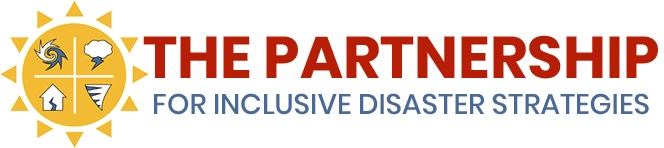 THE PARTNERSHIP
FOR INCLUSIVE DISASTER STRATEGIES